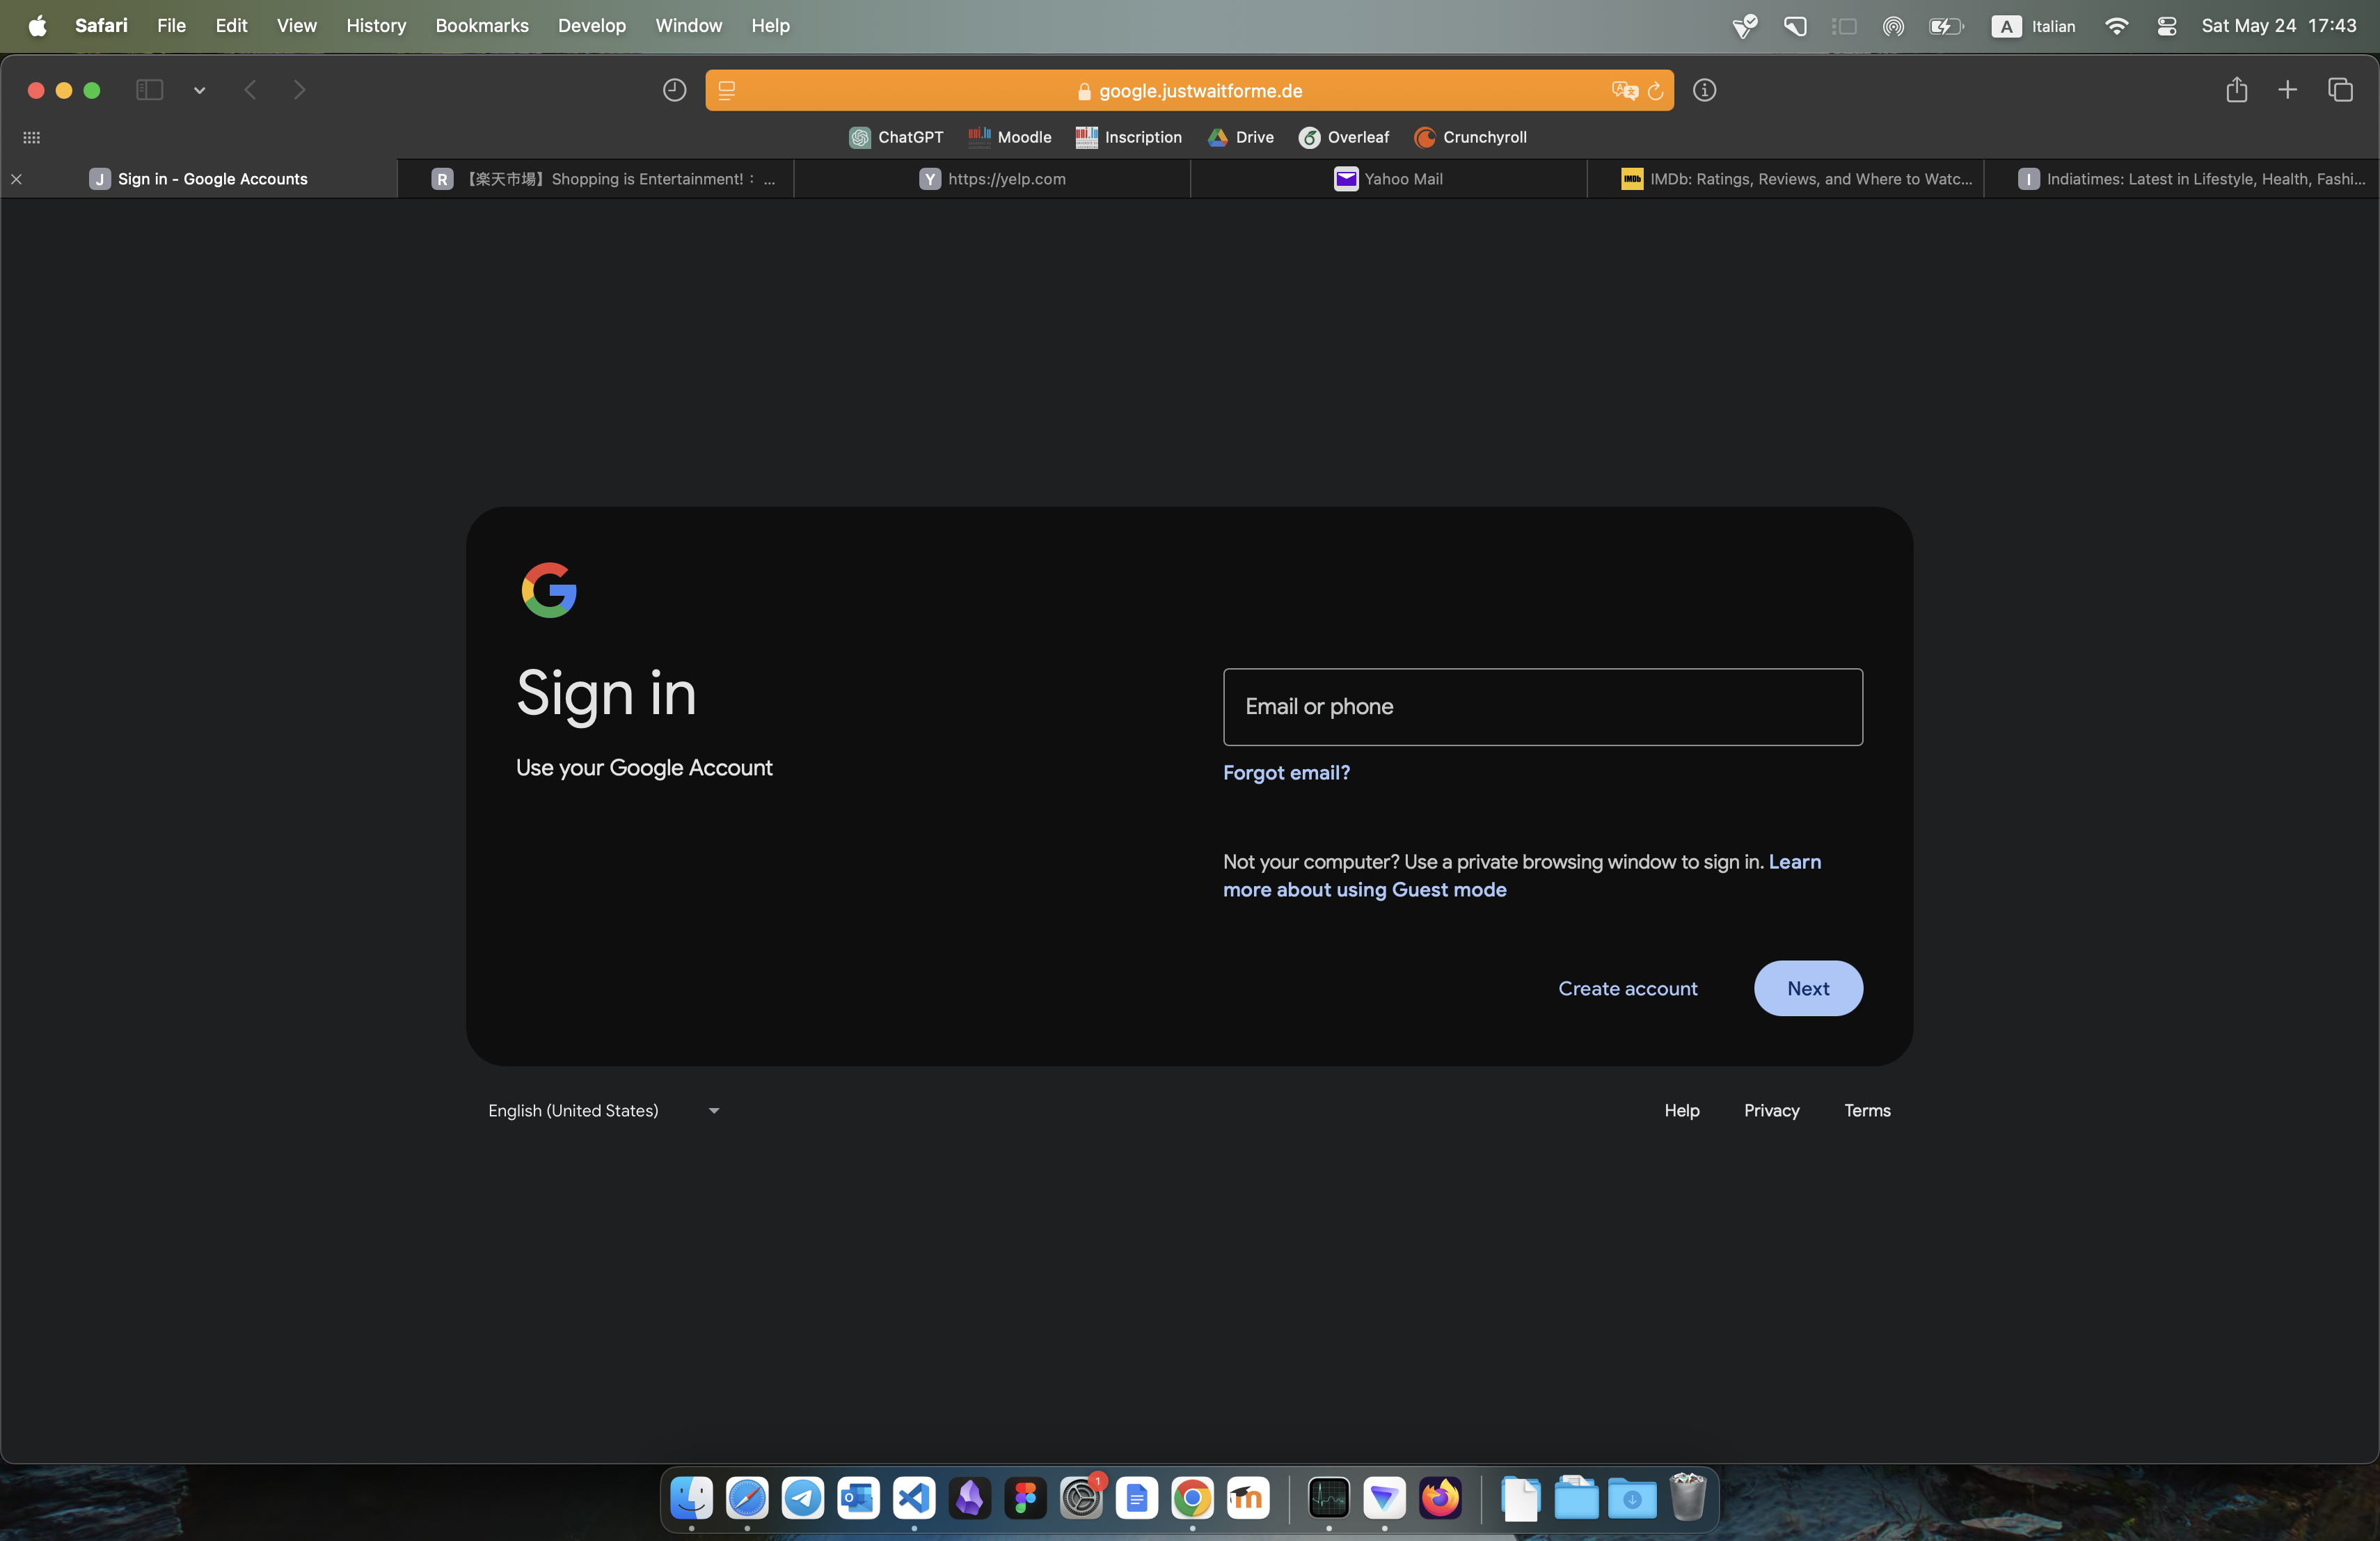 Safari File Edit View History Bookmarks Develop Window Help A Italian Sat May 24 17:43
google.justwaitforme.de
ChatGPT Moodle Inscription Drive Overleaf Crunchyroll
J Sign in - Google Accounts R 【楽天市場】Shopping is Entertainment! : ... Y https://yelp.com Yahoo Mail IMDb IMDb: Ratings, Reviews, and Where to Watc... I Indiatimes: Latest in Lifestyle, Health, Fashi...
Sign in
Use your Google Account
Email or phone
Forgot email?
Not your computer? Use a private browsing window to sign in. Learn
more about using Guest mode
Create account Next
English (United States) Help Privacy Terms
1